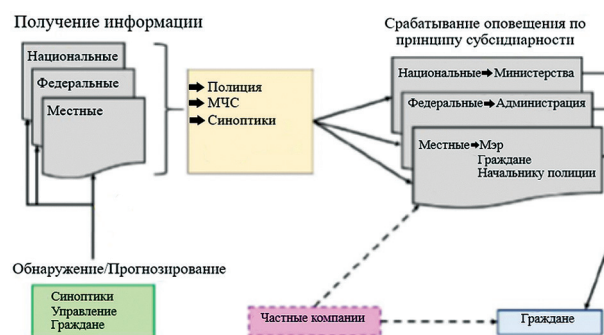 Получение информации
Срабатывание оповещения по
принципу субсидиарности
Национальные
Федеральные
Местные
Полиция
МЧС
Синоптики
Национальные Министерства
Федеральные Администрация
Местные Мэр
Граждане
Начальнику полиции
Обнаружение/Прогнозирование
Синоптики
Управление
Граждане
Частные компании
Граждане